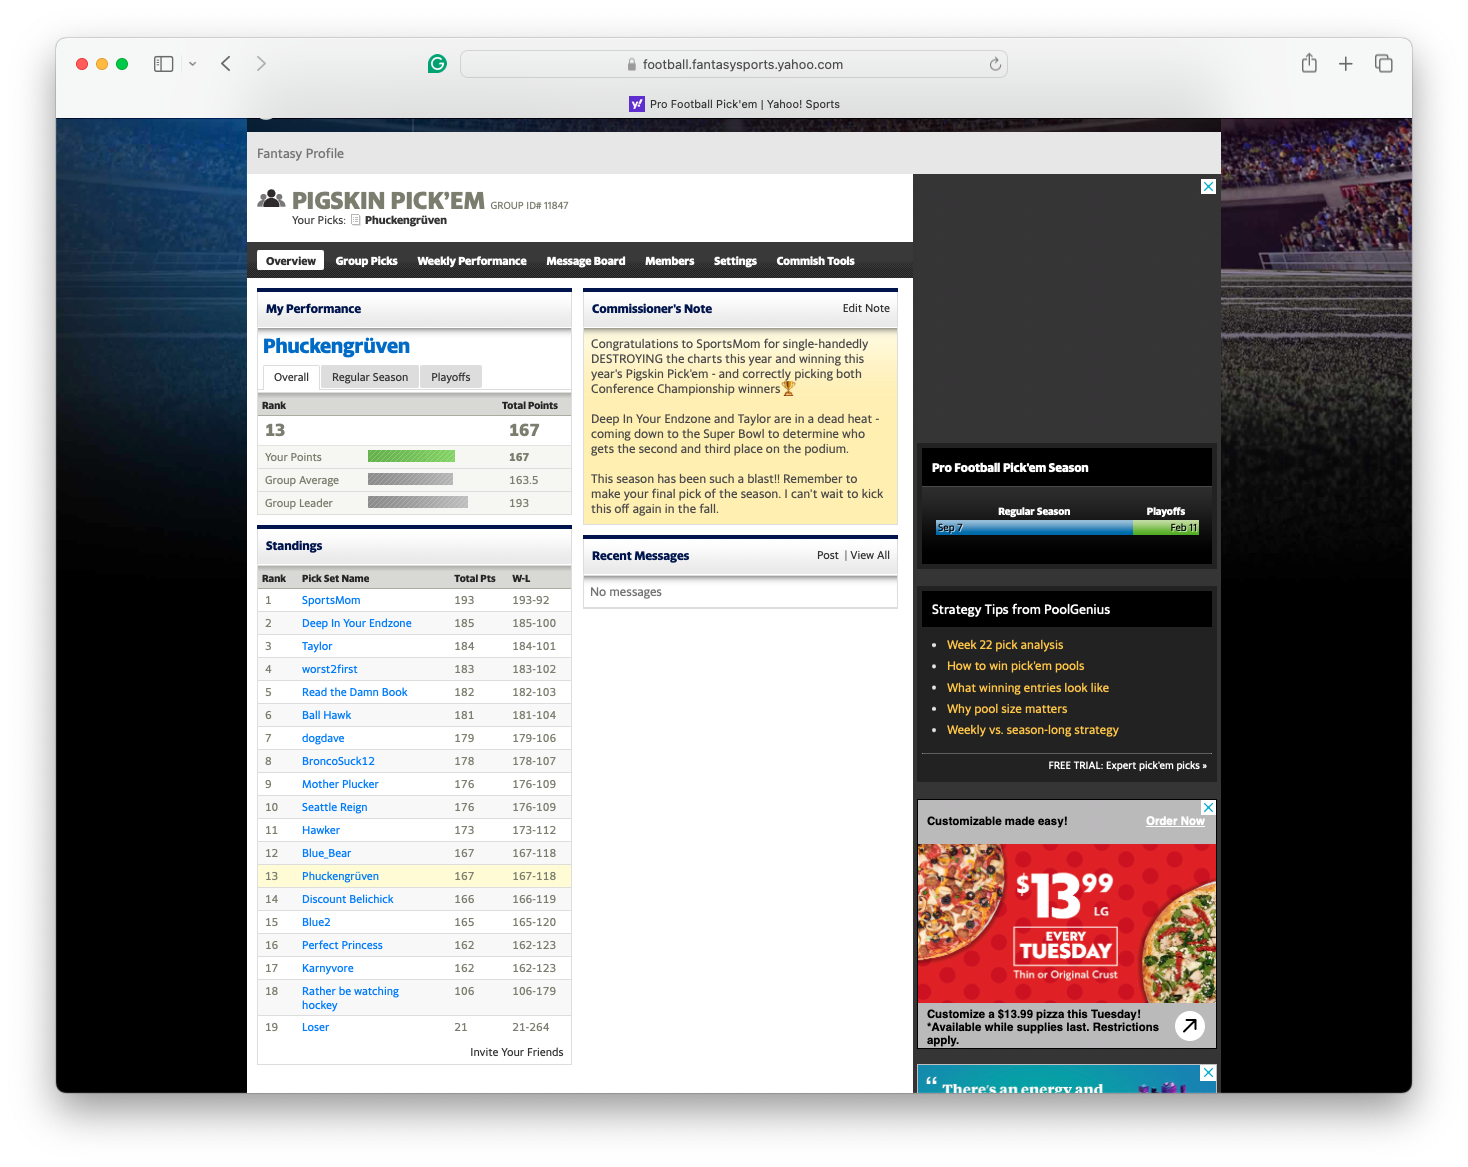 football.fantasysports.yahoo.com
y! Pro Football Pick'em | Yahoo! Sports
Fantasy Profile
PIGSKIN PICK'EM GROUP ID# 11847
Your Picks: Phuckengrüven
Overview Group Picks Weekly Performance Message Board Members Settings Commish Tools
My Performance
Phuckengrüven
Overall Regular Season Playoffs
Rank Total Points
13 167
Your Points 167
Group Average 163.5
Group Leader 193
Standings
Rank Pick Set Name Total Pts W-L
1 SportsMom 193 193-92
2 Deep In Your Endzone 185 185-100
3 Taylor 184 184-101
4 worst2first 183 183-102
5 Read the Damn Book 182 182-103
6 Ball Hawk 181 181-104
7 dogdave 179 179-106
8 BroncoSuck12 178 178-107
9 Mother Plucker 176 176-109
10 Seattle Reign 176 176-109
11 Hawker 173 173-112
12 Blue_Bear 167 167-118
13 Phuckengrüven 167 167-118
14 Discount Belichick 166 166-119
15 Blue2 165 165-120
16 Perfect Princess 162 162-123
17 Karnyvore 162 162-123
18 Rather be watching 106 106-179
hockey
19 Loser 21 21-264
Invite Your Friends
Commissioner's Note Edit Note
Congratulations to SportsMom for single-handedly
DESTROYING the charts this year and winning this
year's Pigskin Pick'em - and correctly picking both
Conference Championship winners🏆
Deep In Your Endzone and Taylor are in a dead heat -
coming down to the Super Bowl to determine who
gets the second and third place on the podium.
This season has been such a blast!! Remember to
make your final pick of the season. I can't wait to kick
this off again in the fall.
Recent Messages Post | View All
No messages
Pro Football Pick'em Season
Regular Season Playoffs
Sep 7 Feb 11
Strategy Tips from PoolGenius
• Week 22 pick analysis
• How to win pick'em pools
• What winning entries look like
• Why pool size matters
• Weekly vs. season-long strategy
FREE TRIAL: Expert pick'em picks »
Customizable made easy! Order Now
$13.99
LG
EVERY
TUESDAY
Thin or Original Crust
Customize a $13.99 pizza this Tuesday!
*Available while supplies last. Restrictions
apply.
“ There's an energy and